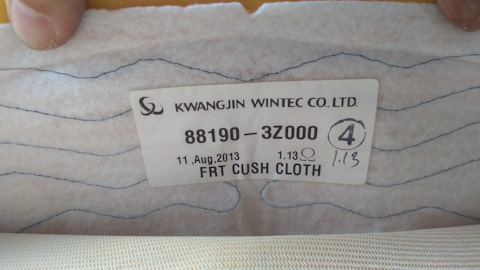 KWANGJIN WINTEC CO. LTD
88190-3Z000 4
11.Aug.2013 1.13Ω 1.13
FRT CUSH CLOTH